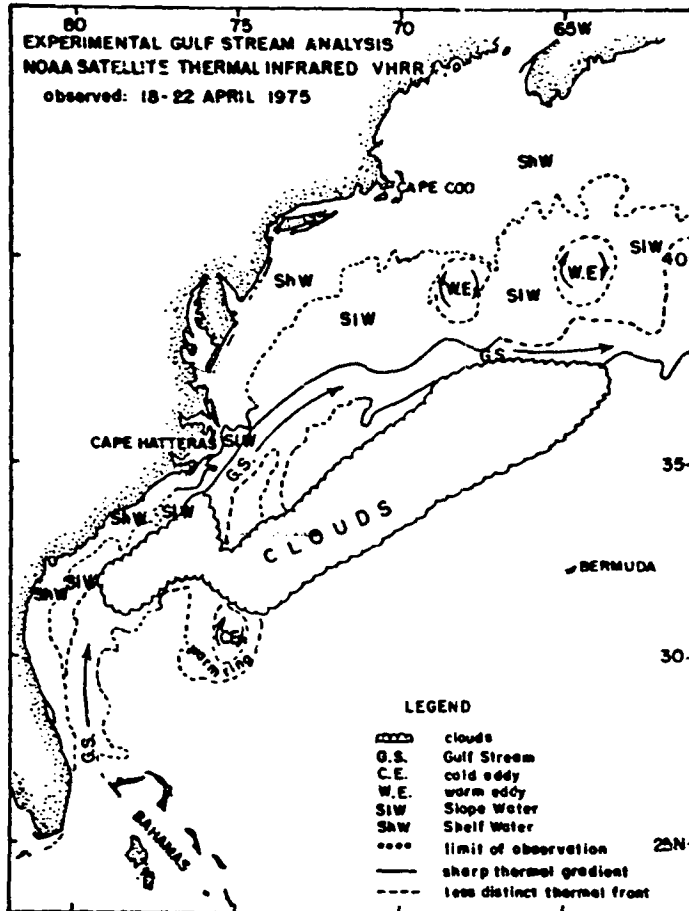 80 75 70 65W
EXPERIMENTAL GULF STREAM ANALYSIS
NOAA SATELLITE THERMAL INFRARED VHRR
observed: 18-22 APRIL 1975
ShW
CAPE COD
SlW
40
ShW
W.E.
SlW
W.E.
SlW
G.S.
CAPE HATTERAS
SlW
G.S.
35
ShW
SlW
CLOUDS
BERMUDA
ShW
SlW
C.E.
warm ring
30
G.S.
BAHAMAS
25N
LEGEND
clouds
G.S. Gulf Stream
C.E. cold eddy
W.E. warm eddy
SlW Slope Water
ShW Shelf Water
limit of observation
sharp thermal gradient
less distinct thermal front